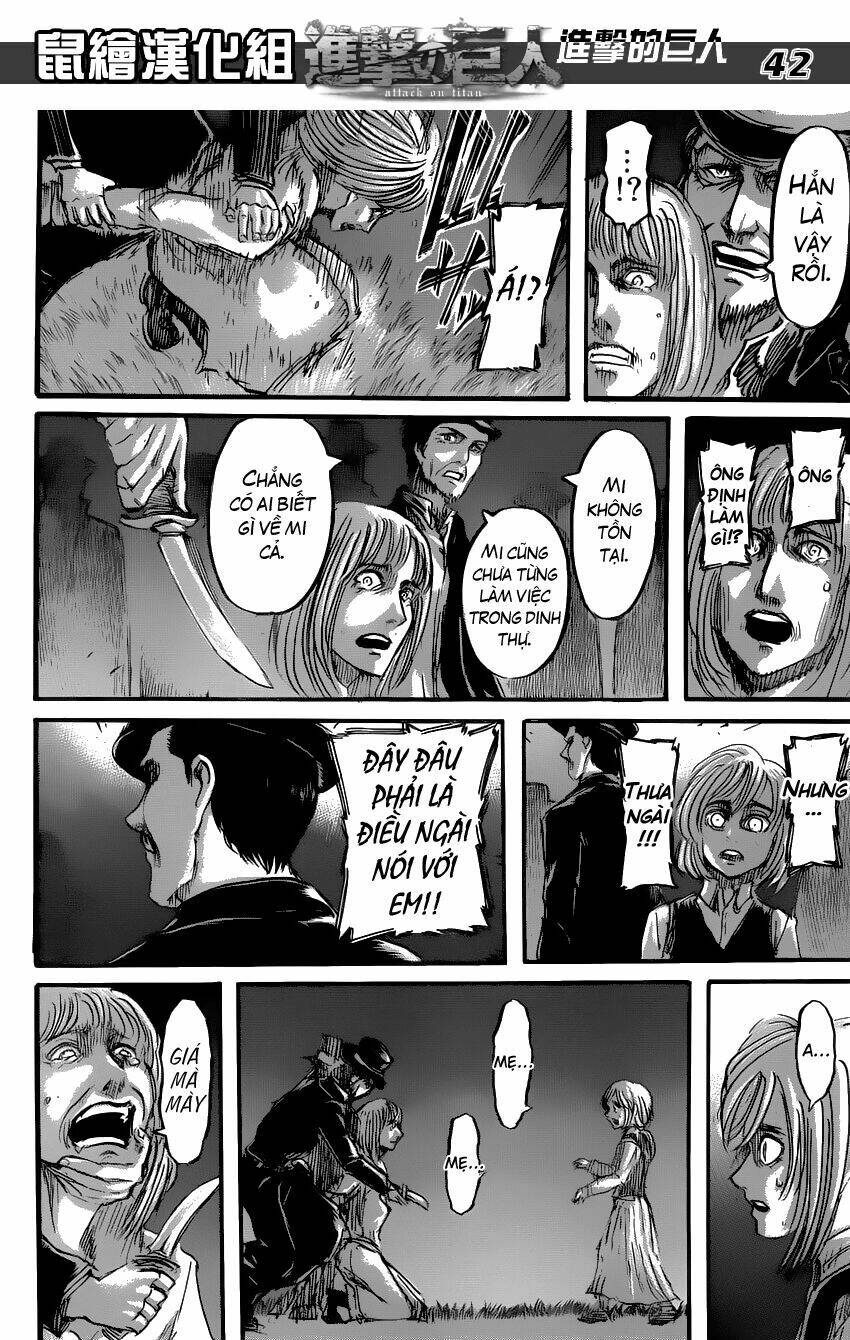 鼠繪漢化組
進撃の巨人
attack on titan
進擊的巨人
42
HẮN
LÀ
VẬY
RỒI.
...
!?
Á!?
ÔNG
ÔNG
ĐỊNH
LÀM
GÌ!?
MI
KHÔNG
TỒN
TẠI.
MI CŨNG
CHƯA TỪNG
LÀM VIỆC
TRONG DINH
THỰ.
CHẲNG
CÓ AI BIẾT
GÌ VỀ MI
CẢ.
NHƯNG
...
THƯA
NGÀI
!!!
ĐÂY ĐÂU
PHẢI LÀ
ĐIỀU NGÀI
NÓI VỚI
EM!!
A...
MẸ...
MẸ...
GIÁ
MÀ
MÀY